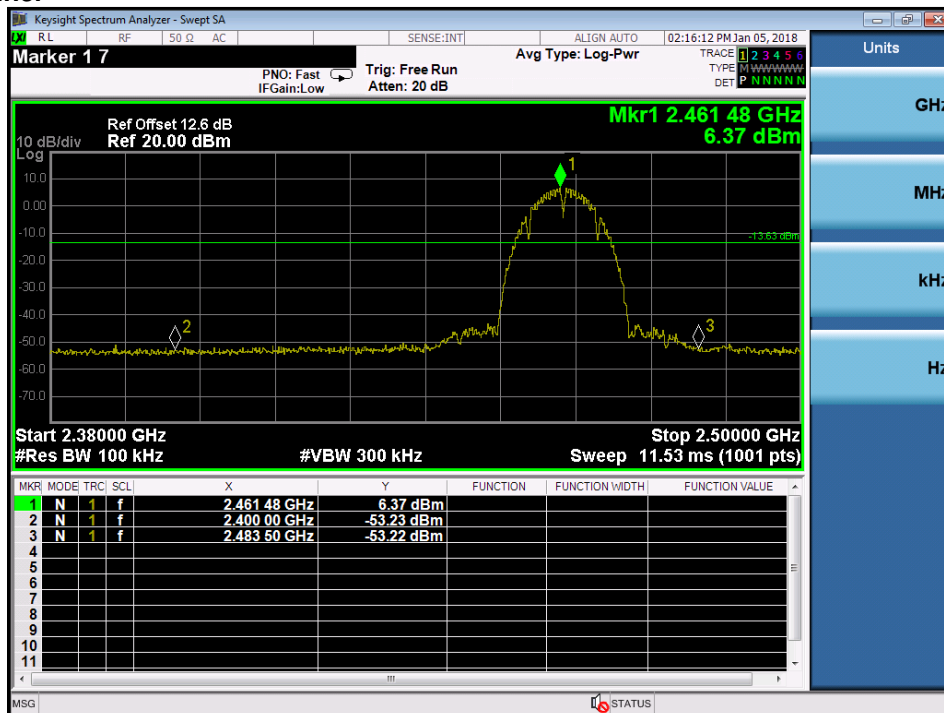 Keysight Spectrum Analyzer - Swept SA
LXI RL RF 50 Ω AC SENSE:INT ALIGN AUTO 02:16:12 PM Jan 05, 2018
Marker 1 7 Avg Type: Log-Pwr TRACE 1 2 3 4 5 6
PNO: Fast Trig: Free Run TYPE M W W W W W
IFGain:Low Atten: 20 dB DET P N N N N N
Units
GHz
MHz
kHz
Hz
Mkr1 2.461 48 GHz
6.37 dBm
Ref Offset 12.6 dB
10 dB/div Ref 20.00 dBm
Log
10.0
0.00
-10.0
-20.0
-30.0
-40.0
-50.0
-60.0
-70.0
1
-13.63 dBm
2
3
Start 2.38000 GHz Stop 2.50000 GHz
#Res BW 100 kHz #VBW 300 kHz Sweep 11.53 ms (1001 pts)
MKR MODE TRC SCL X Y FUNCTION FUNCTION WIDTH FUNCTION VALUE
1 N 1 f 2.461 48 GHz 6.37 dBm
2 N 1 f 2.400 00 GHz -53.23 dBm
3 N 1 f 2.483 50 GHz -53.22 dBm
4
5
6
7
8
9
10
11
MSG STATUS